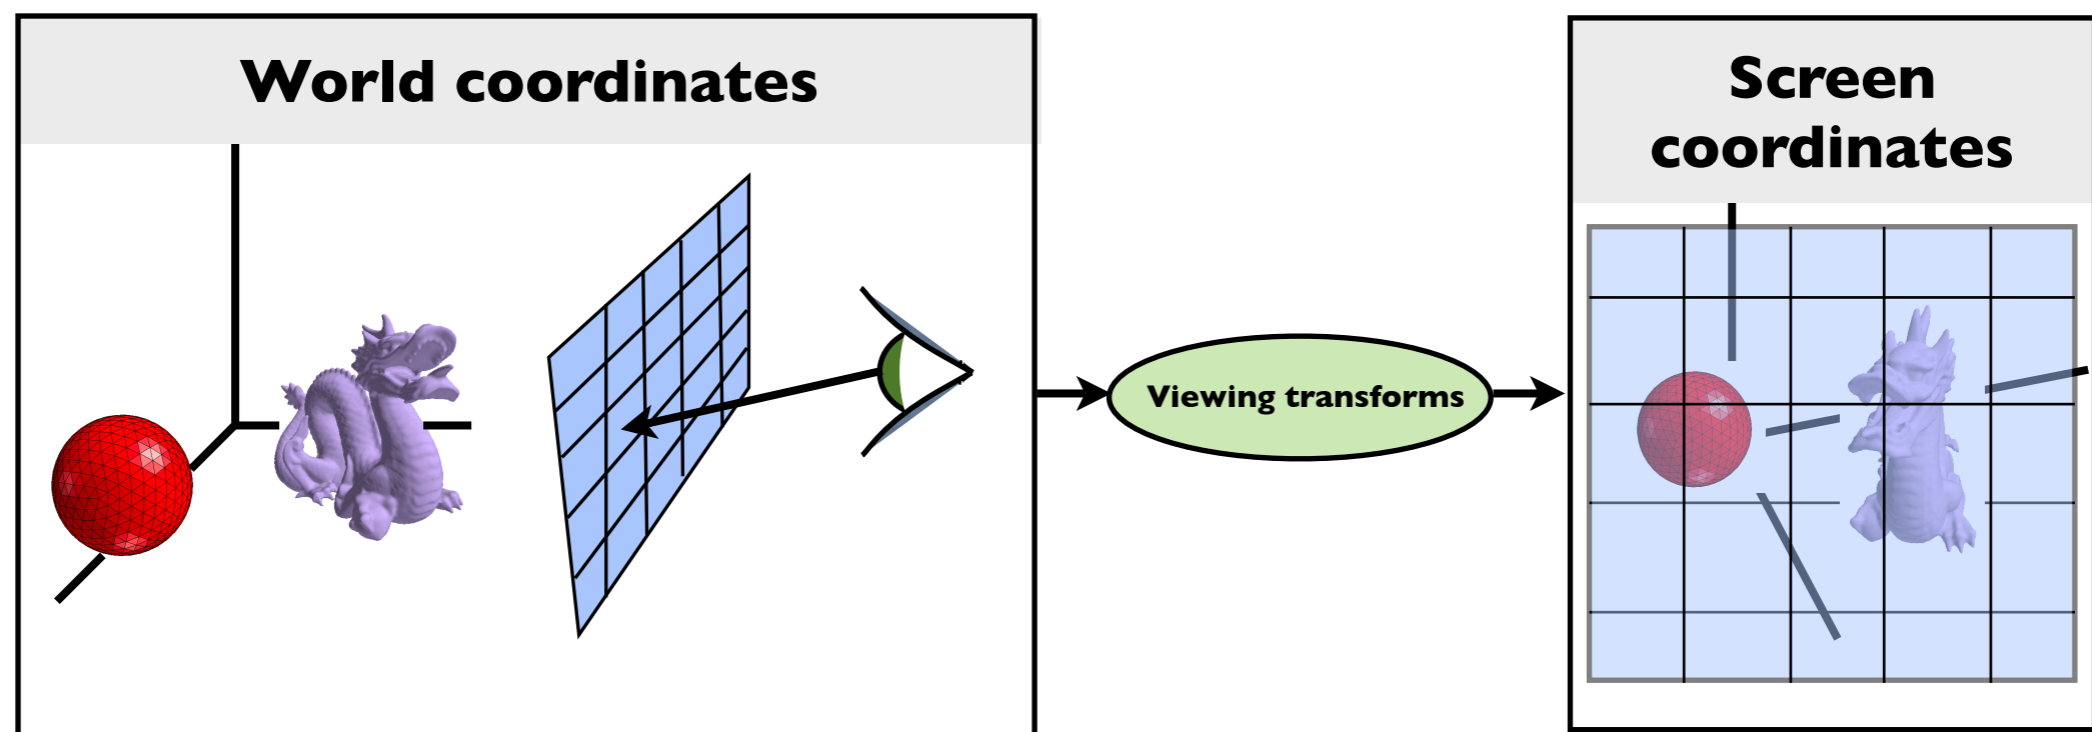 World coordinates
Viewing transforms
Screen
coordinates